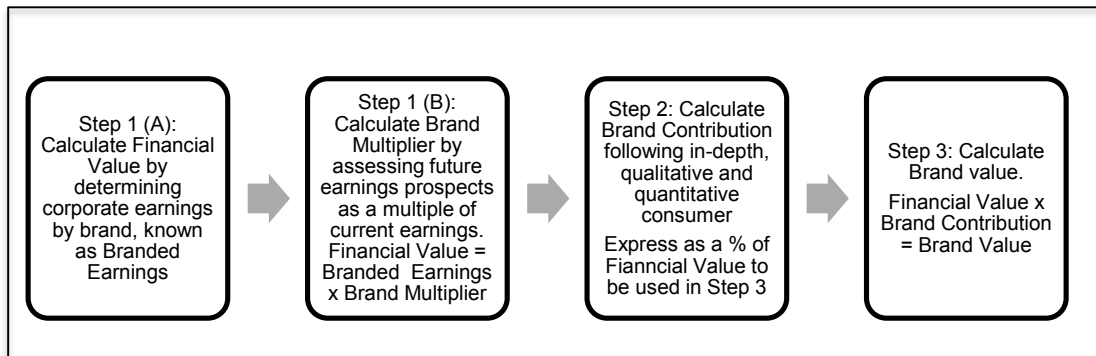 Step 1 (A):
Calculate Financial
Value by
determining
corporate earnings
by brand, known
as Branded
Earnings
Step 1 (B):
Calculate Brand
Multiplier by
assessing future
earnings prospects
as a multiple of
current earnings.
Financial Value =
Branded Earnings
x Brand Multiplier
Step 2: Calculate
Brand Contribution
following in-depth,
qualitative and
quantitative
consumer
Express as a % of
Fianncial Value to
be used in Step 3
Step 3: Calculate
Brand value.
Financial Value x
Brand Contribution
= Brand Value